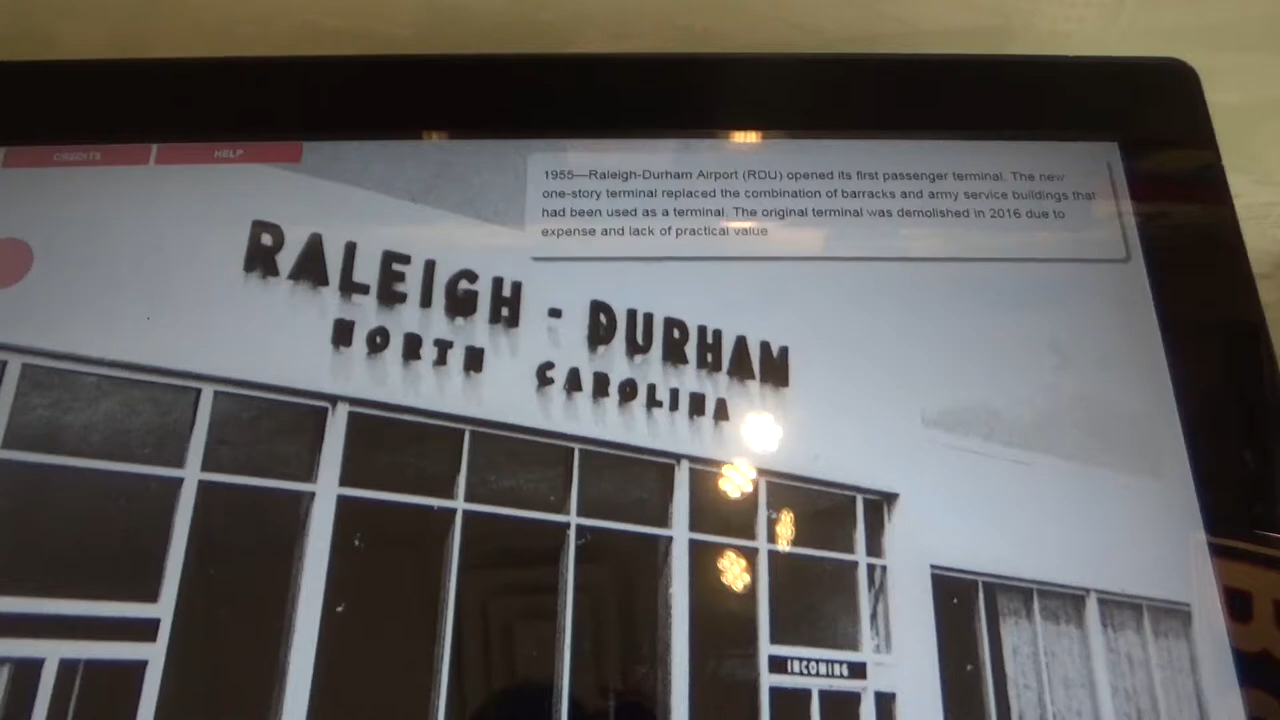 CREDITS
HELP
1955—Raleigh-Durham Airport (RDU) opened its first passenger terminal. The new
one-story terminal replaced the combination of barracks and army service buildings that
had been used as a terminal. The original terminal was demolished in 2016 due to
expense and lack of practical value
RALEIGH - DURHAM
NORTH CAROLINA
INCOMING